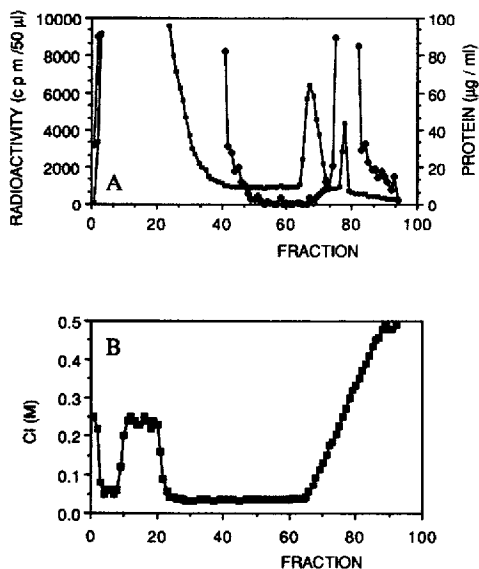 RADIOACTIVITY (c p m / 50 µl)
10000
8000
6000
4000
2000
0
A
100
80
60
40
20
0
PROTEIN (µg / ml)
0 20 40 60 80 100
FRACTION
Cl (M)
0.5
0.4
0.3
0.2
0.1
0.0
B
0 20 40 60 80 100
FRACTION